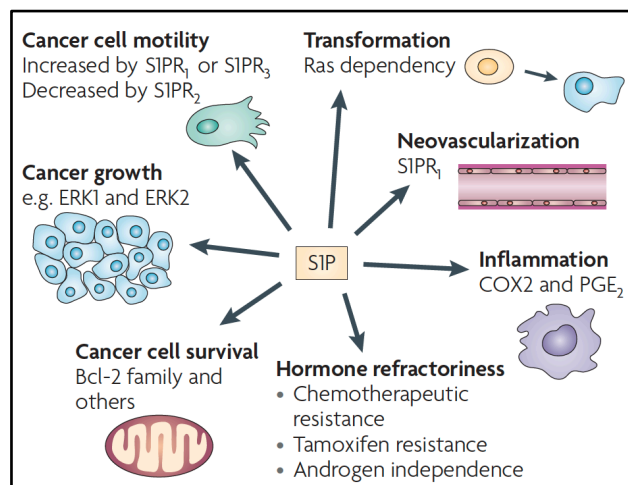 Cancer cell motility
Increased by S1PR₁ or S1PR₃
Decreased by S1PR₂
Transformation
Ras dependency
Neovascularization
S1PR₁
Cancer growth
e.g. ERK1 and ERK2
S1P
Inflammation
COX2 and PGE₂
Cancer cell survival
Bcl-2 family and
others
Hormone refractoriness
• Chemotherapeutic
resistance
• Tamoxifen resistance
• Androgen independence